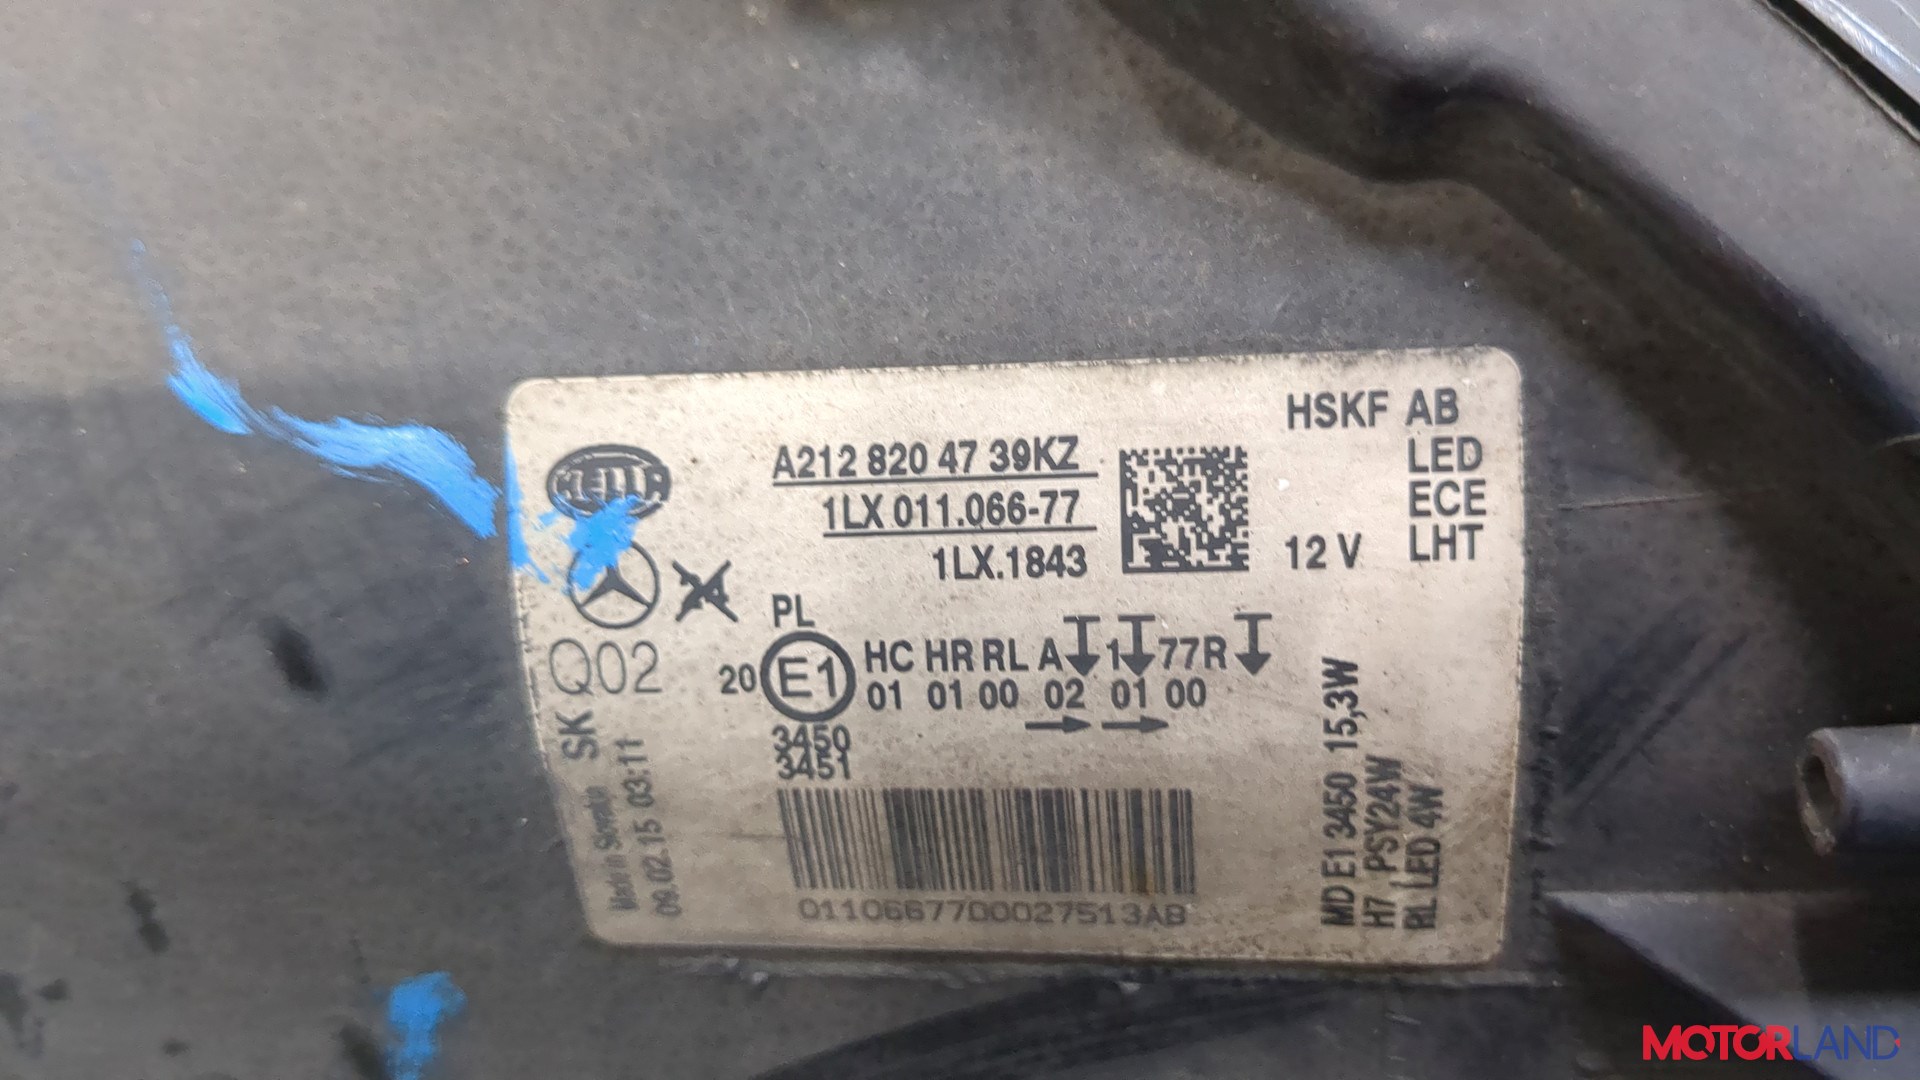 HELLA
A212 820 47 39KZ
1LX 011.066-77
1LX.1843
HSKF AB
LED
ECE
12 V LHT
PL
Q02
20 E1 HC HR RL A 1 77R
01 01 00 02 01 00
3450
3451
SK
Made in Slovakia
09.02.15 03:11
0110667700027513AB
MD E1 3450 15,3W
H7 PSY24W
RL LED 4W
MOTORLAND